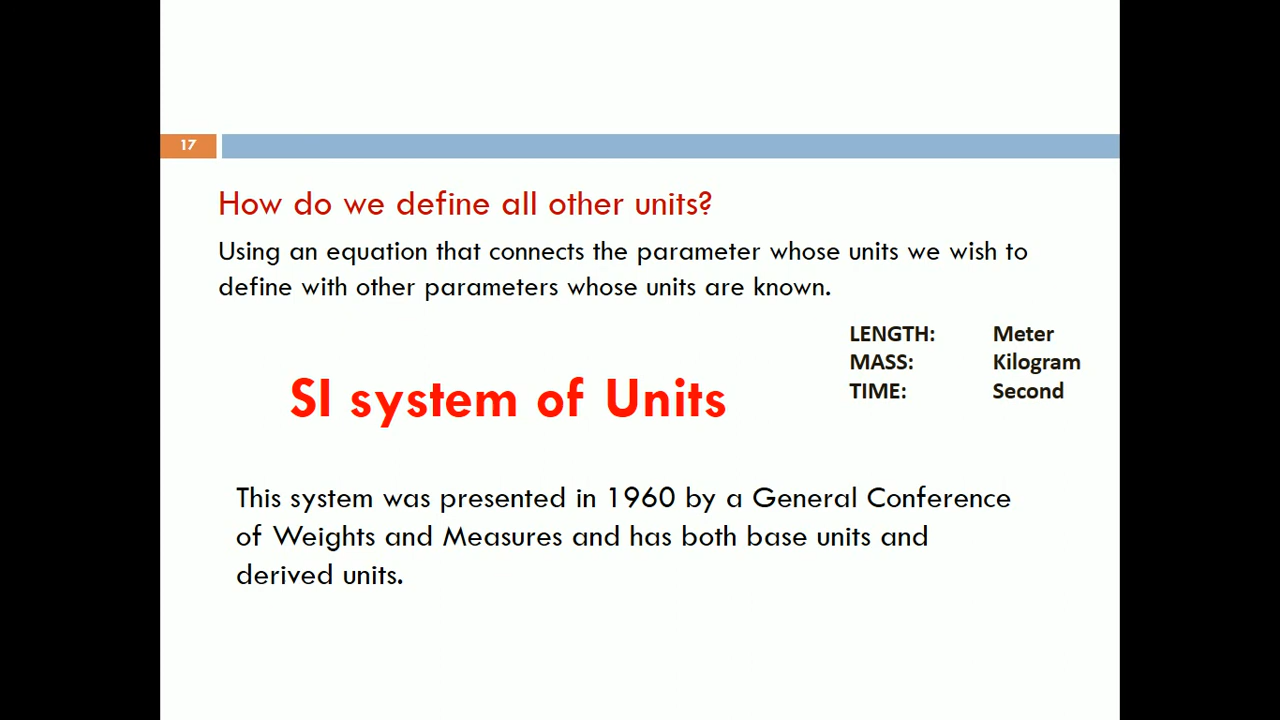 17
How do we define all other units?
Using an equation that connects the parameter whose units we wish to
define with other parameters whose units are known.
LENGTH: Meter
MASS: Kilogram
TIME: Second
SI system of Units
This system was presented in 1960 by a General Conference
of Weights and Measures and has both base units and
derived units.